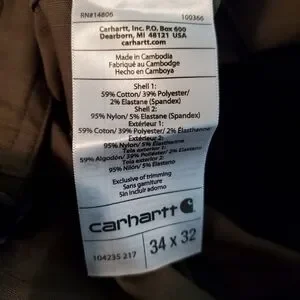 RN#14806 100366
Carhartt, Inc. P.O. Box 600
Dearborn, MI 48121 USA
carhartt.com
Made in Cambodia
Fabriqué au Cambodge
Hecho en Camboya
Shell 1:
59% Cotton/ 39% Polyester/
2% Elastane (Spandex)
Shell 2:
95% Nylon/ 5% Elastane (Spandex)
Extérieur 1:
59% Coton/ 39% Polyester/ 2% Élasthanne
Extérieur 2:
95% Nylon/ 5% Élasthanne
Tela exterior 1:
59% Algodón/ 39% Poliéster/ 2% Elastano
Tela exterior 2:
95% Nilón/ 5% Elastano
Exclusive of trimming
Sans garniture
Sin incluir adorno
carhartt
104235 217
34 x 32